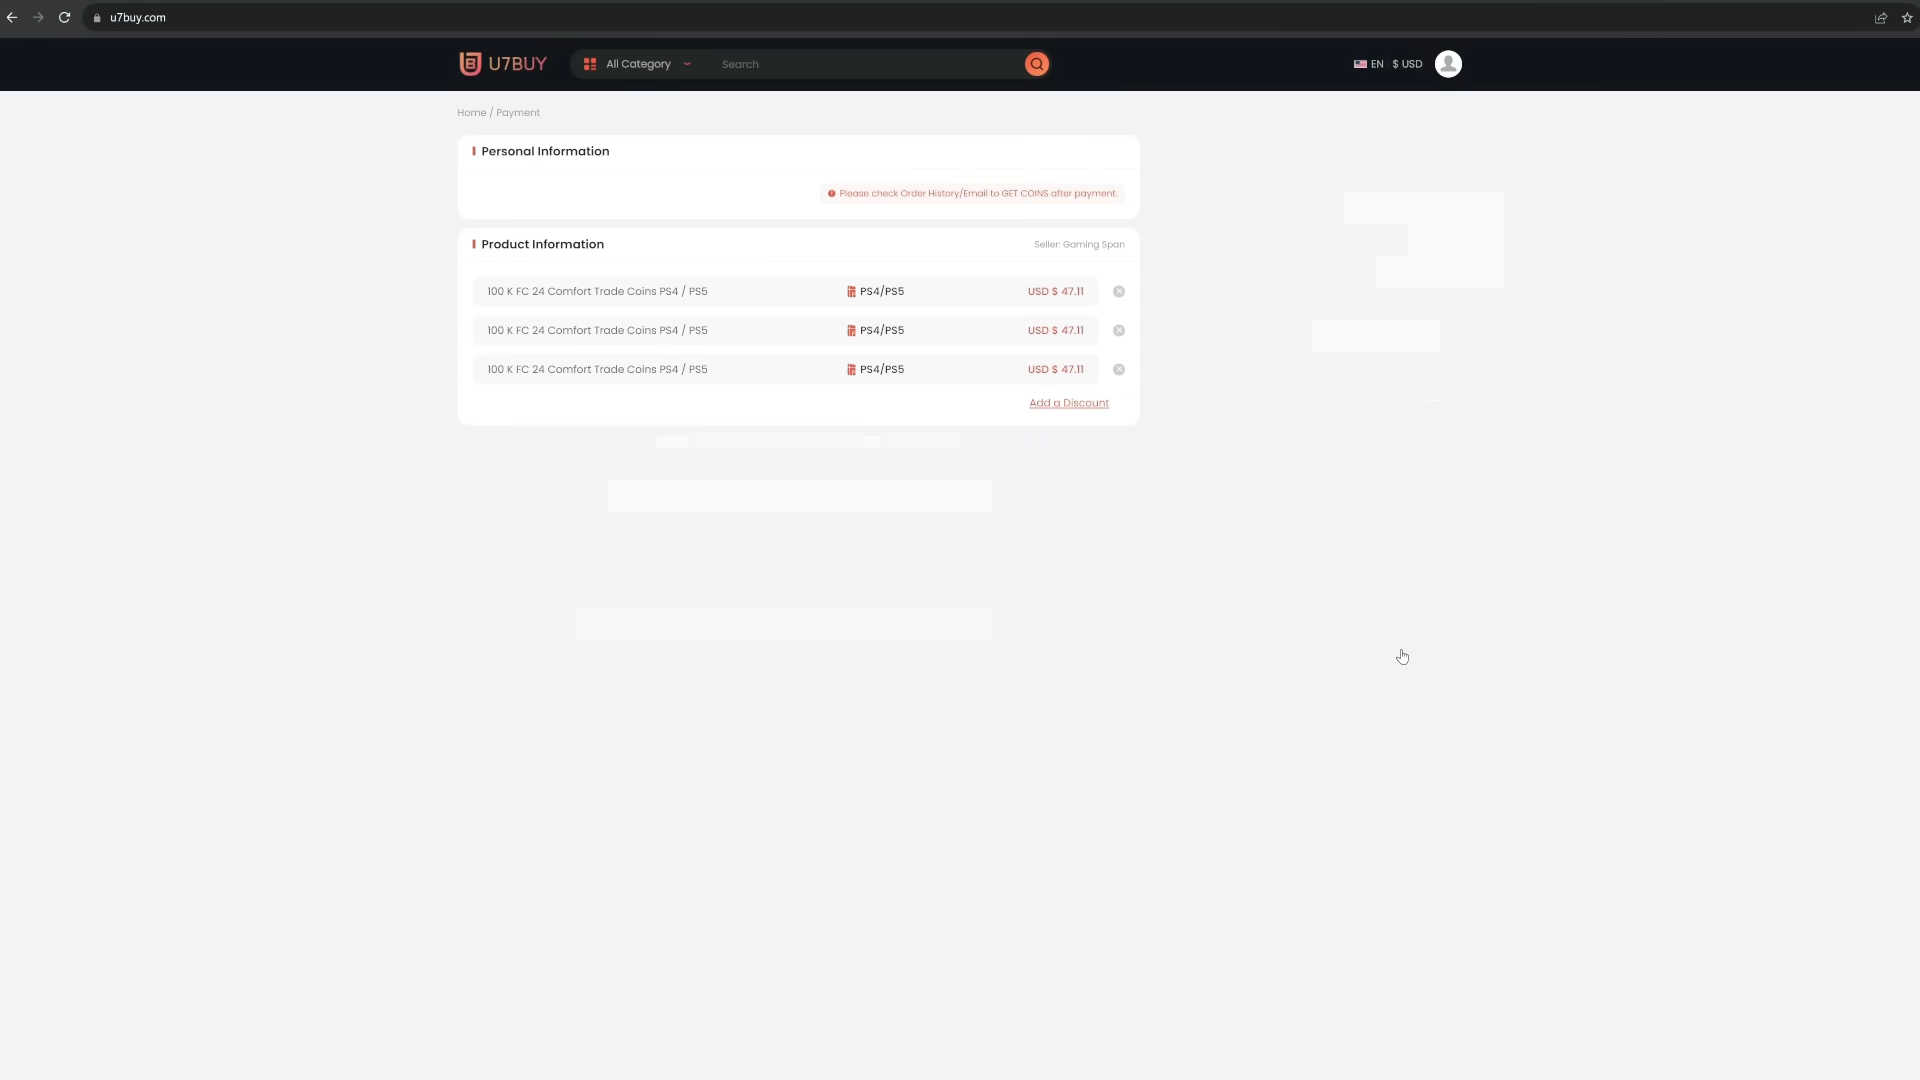 u7buy.com
U7BUY All Category Search EN $ USD
Home / Payment
Personal Information
Please check Order History/Email to GET COINS after payment.
Product Information Seller: Gaming Span
100 K FC 24 Comfort Trade Coins PS4 / PS5 PS4/PS5 USD $ 47.11
100 K FC 24 Comfort Trade Coins PS4 / PS5 PS4/PS5 USD $ 47.11
100 K FC 24 Comfort Trade Coins PS4 / PS5 PS4/PS5 USD $ 47.11
Add a Discount